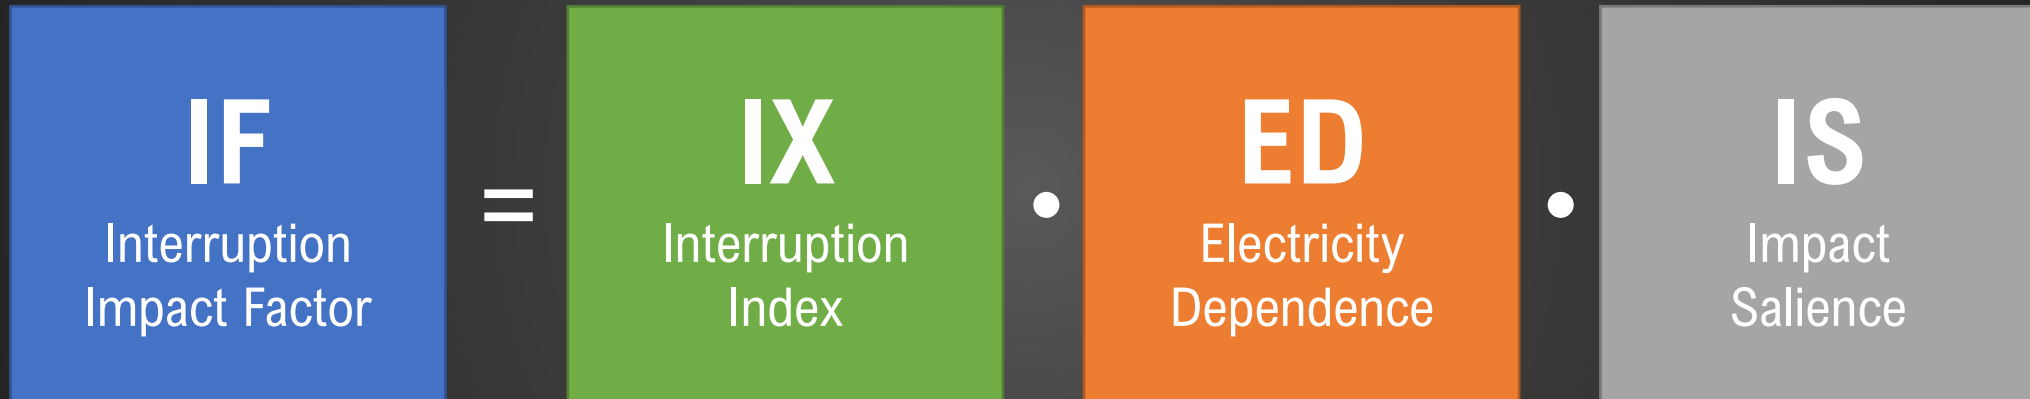 IF
Interruption
Impact Factor
=
IX
Interruption
Index
•
ED
Electricity
Dependence
•
IS
Impact
Salience